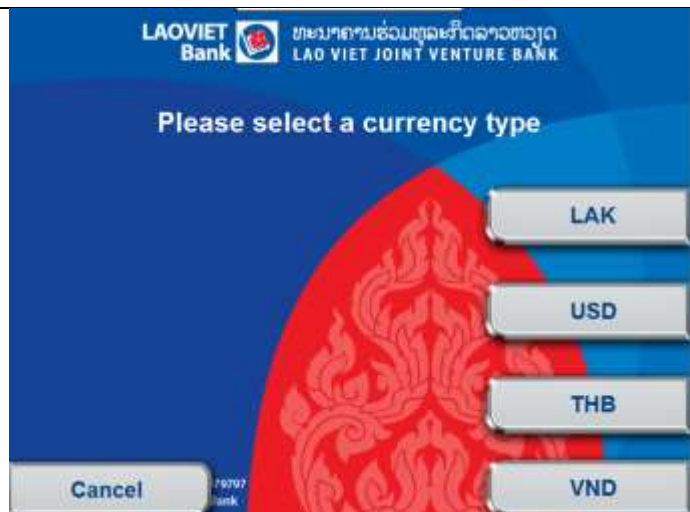 LAOVIET
Bank
ທະນາຄານຮ່ວມທຸລະກິດລາວຫວຽດ
LAO VIET JOINT VENTURE BANK
Please select a currency type
LAK
USD
THB
Cancel
VND